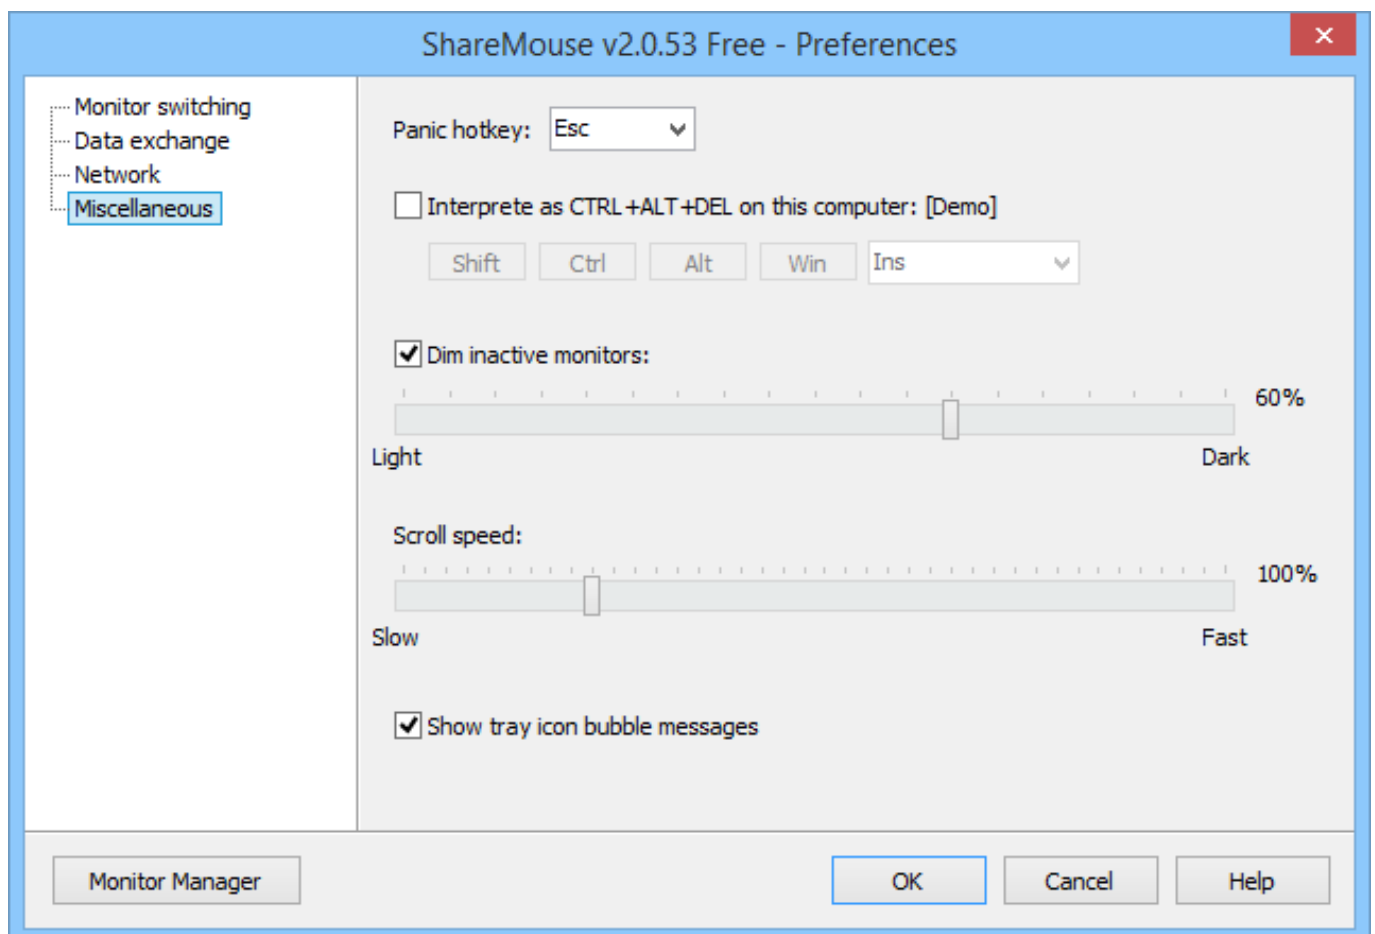 ShareMouse v2.0.53 Free - Preferences
Monitor switching
Data exchange
Network
Miscellaneous
Panic hotkey: Esc
Interprete as CTRL+ALT+DEL on this computer: [Demo]
Shift Ctrl Alt Win Ins
Dim inactive monitors:
60%
Light Dark
Scroll speed:
100%
Slow Fast
Show tray icon bubble messages
Monitor Manager OK Cancel Help